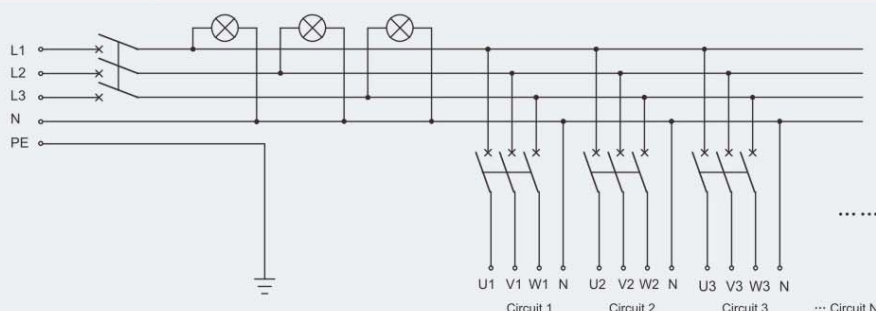 L1
L2
L3
N
PE
U1 V1 W1 N U2 V2 W2 N U3 V3 W3 N
Circuit 1 Circuit 2 Circuit 3 ··· Circuit N